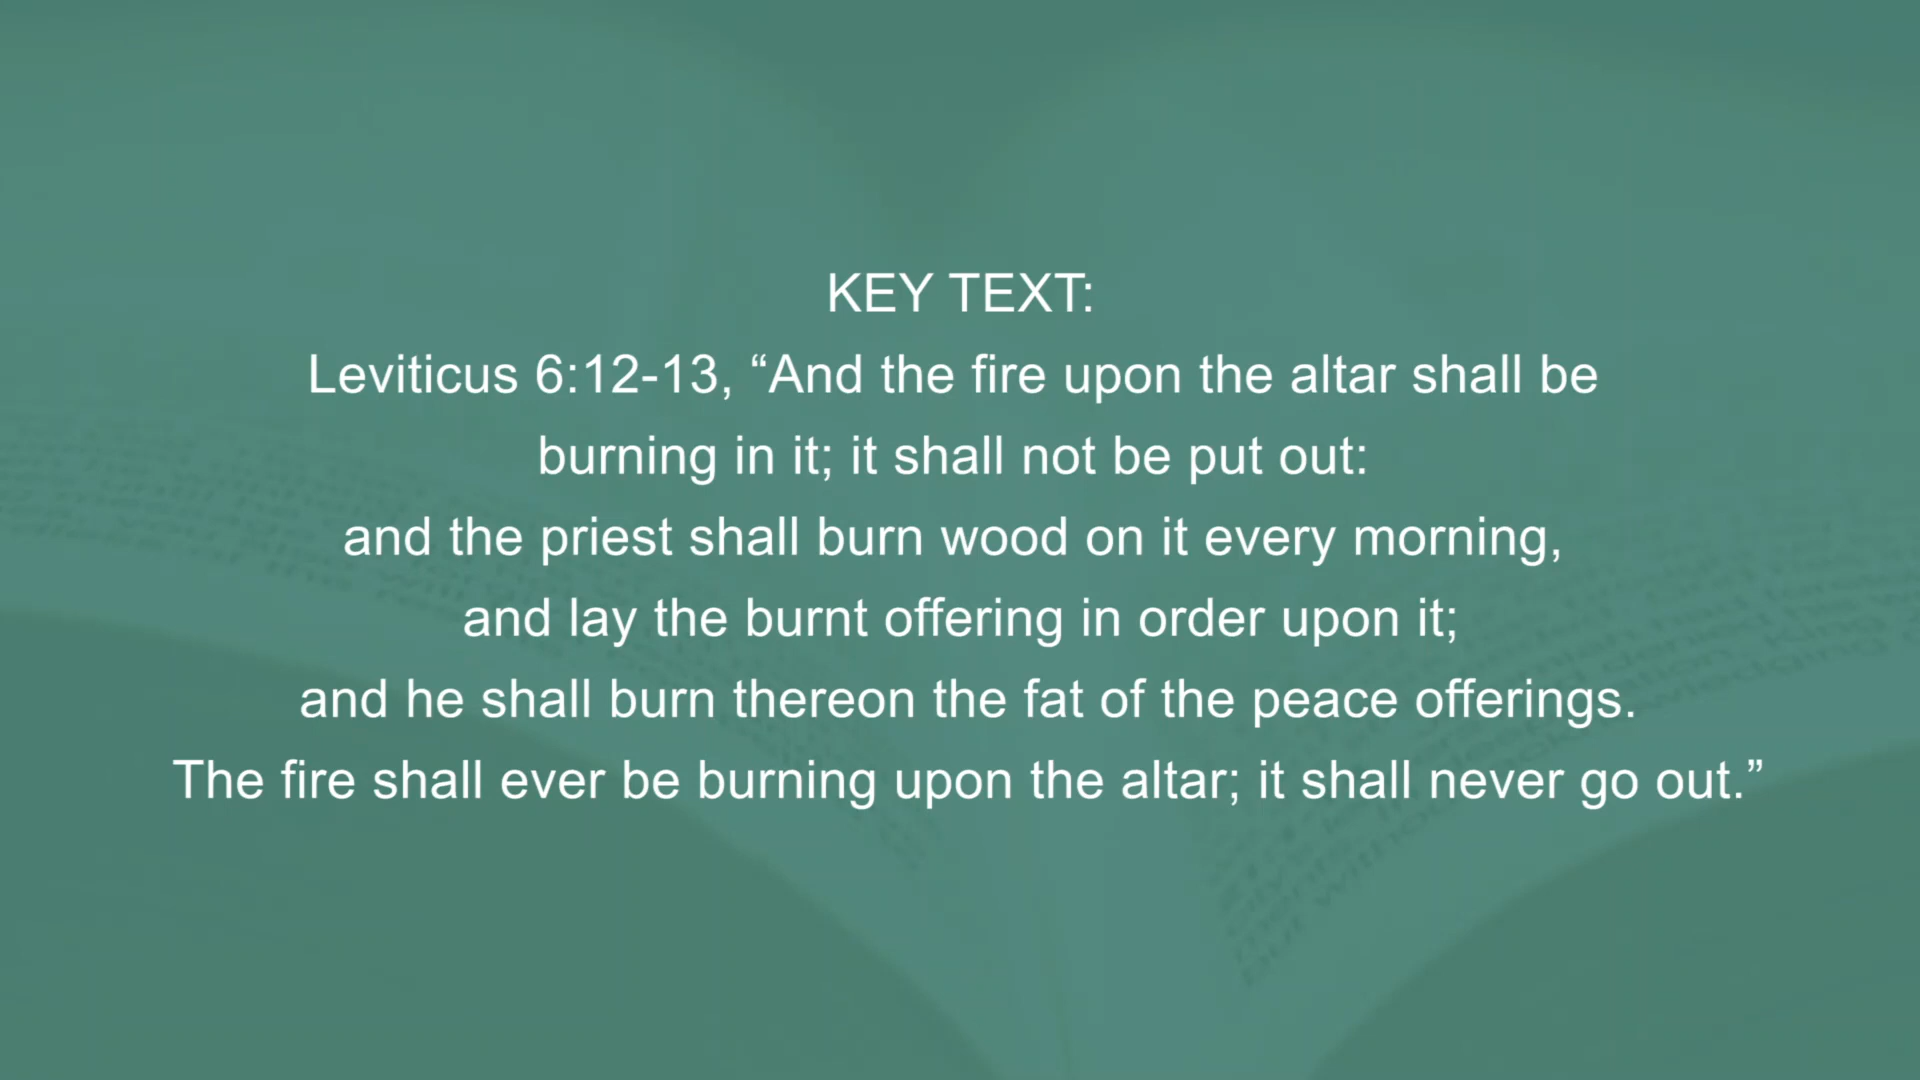 KEY TEXT:
Leviticus 6:12-13, “And the fire upon the altar shall be
burning in it; it shall not be put out:
and the priest shall burn wood on it every morning,
and lay the burnt offering in order upon it;
and he shall burn thereon the fat of the peace offerings.
The fire shall ever be burning upon the altar; it shall never go out.”